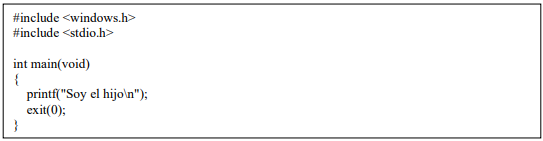 #include <windows.h>
#include <stdio.h>
int main(void)
{
printf("Soy el hijo\n");
exit(0);
}